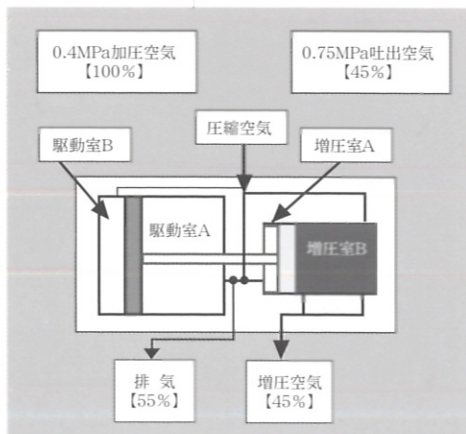 0.4MPa加圧空気
【100%】
0.75MPa吐出空気
【45%】
圧縮空気
駆動室B
増圧室A
駆動室A
増圧室B
排 気
【55%】
増圧空気
【45%】